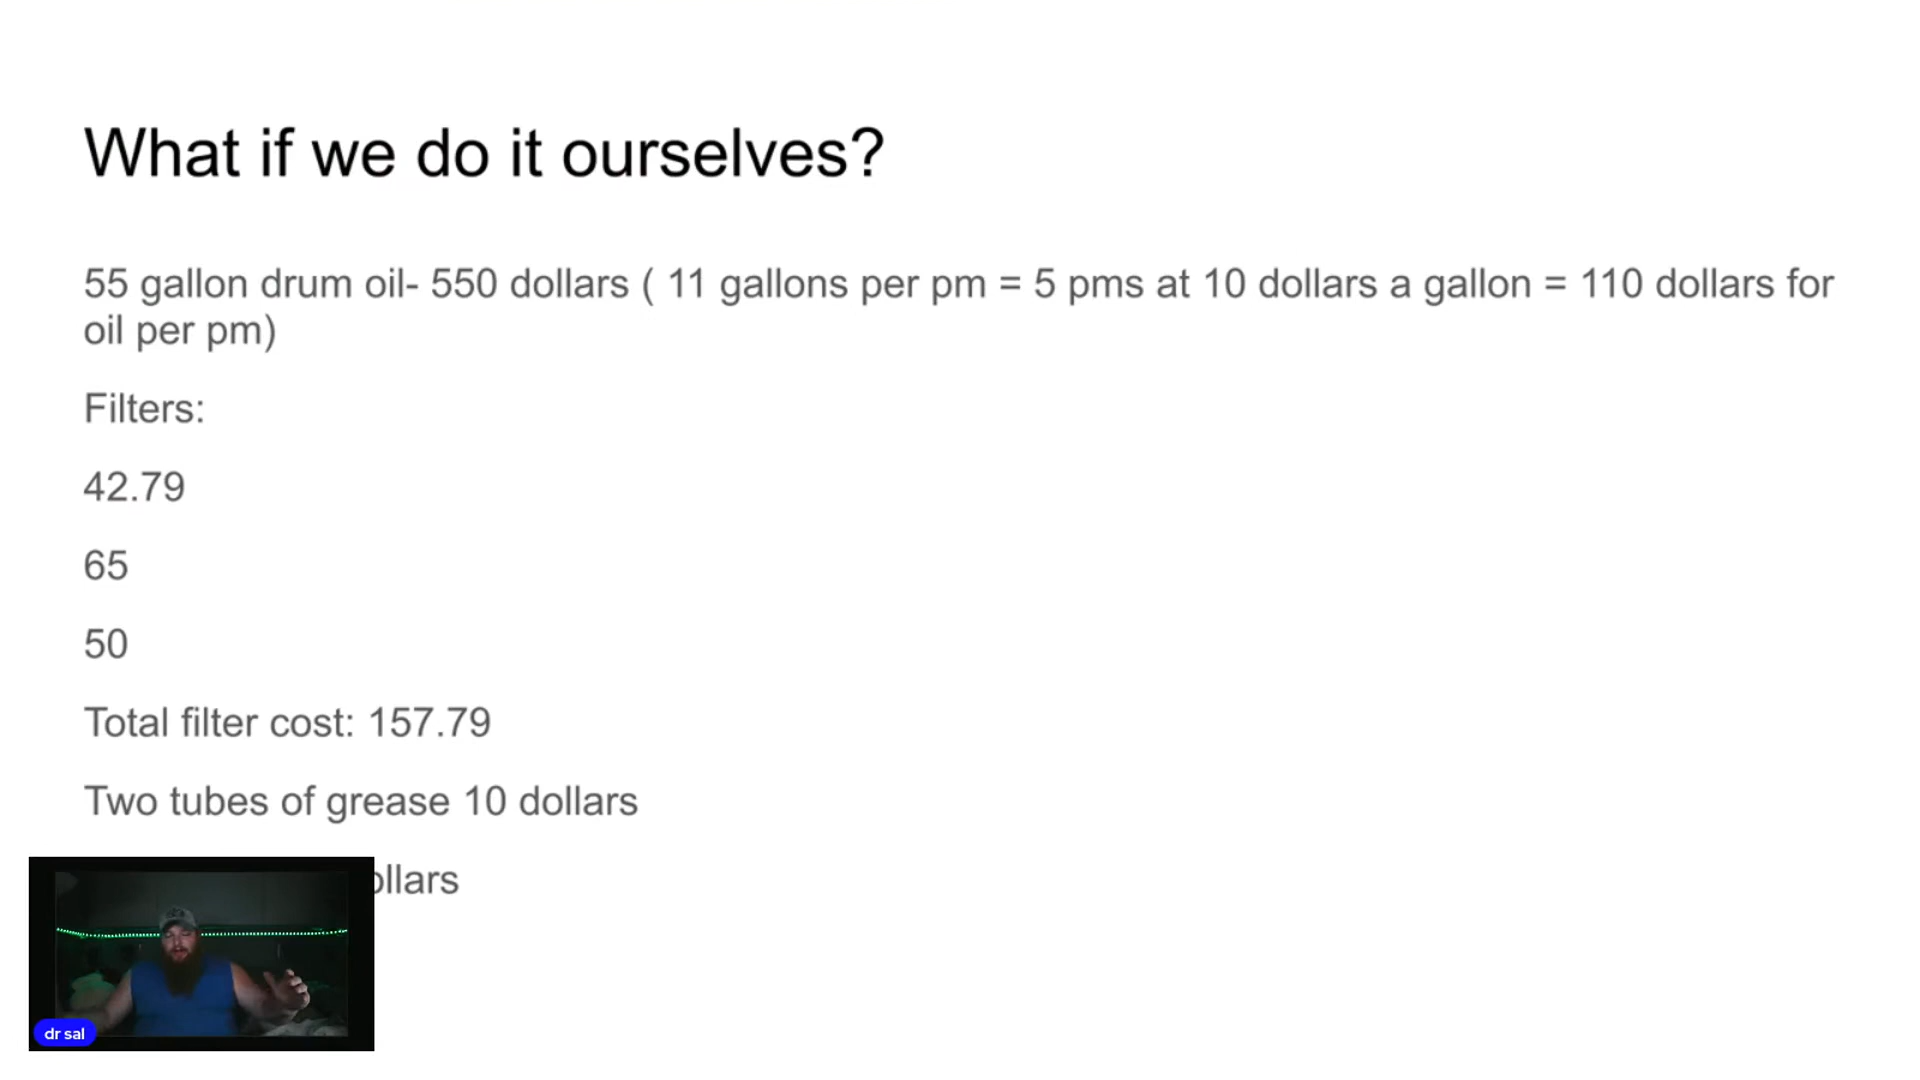 What if we do it ourselves?
55 gallon drum oil- 550 dollars ( 11 gallons per pm = 5 pms at 10 dollars a gallon = 110 dollars for
oil per pm)
Filters:
42.79
65
50
Total filter cost: 157.79
Two tubes of grease 10 dollars
dr sal